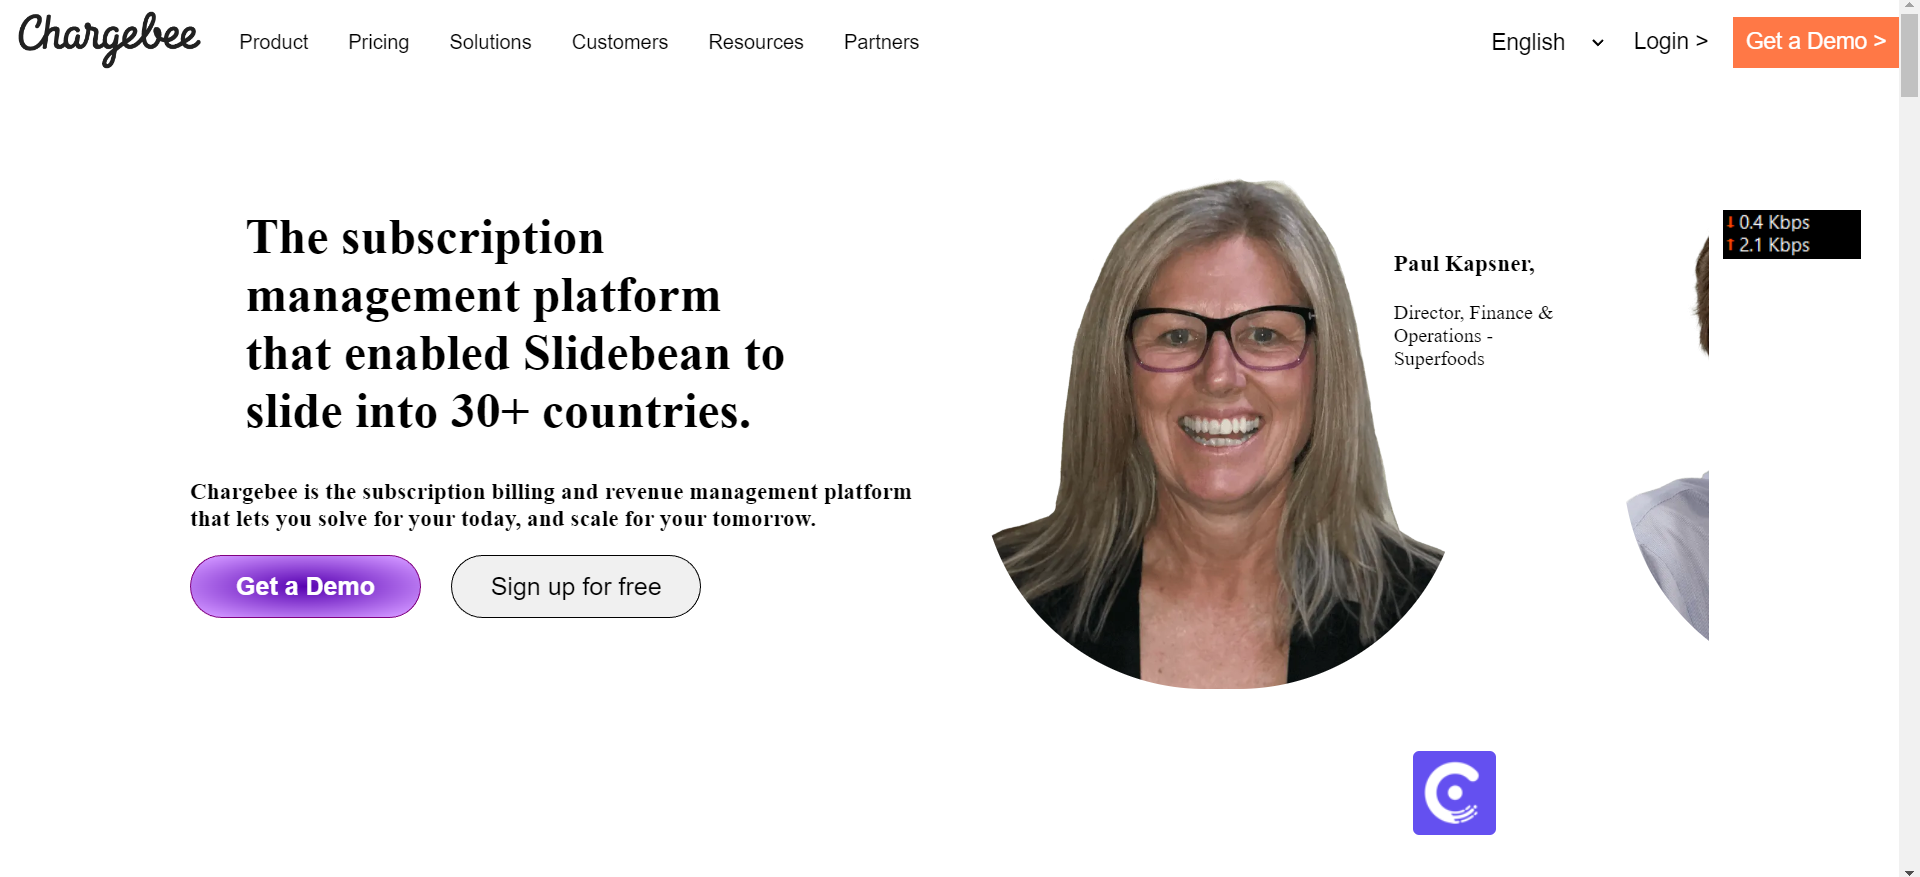 Chargebee
Product
Pricing
Solutions
Customers
Resources
Partners
English
Login >
Get a Demo >
The subscription
management platform
that enabled Slidebean to
slide into 30+ countries.
Chargebee is the subscription billing and revenue management platform
that lets you solve for your today, and scale for your tomorrow.
Get a Demo
Sign up for free
Paul Kapsner,
Director, Finance &
Operations -
Superfoods
↓ 0.4 Kbps
↑ 2.1 Kbps